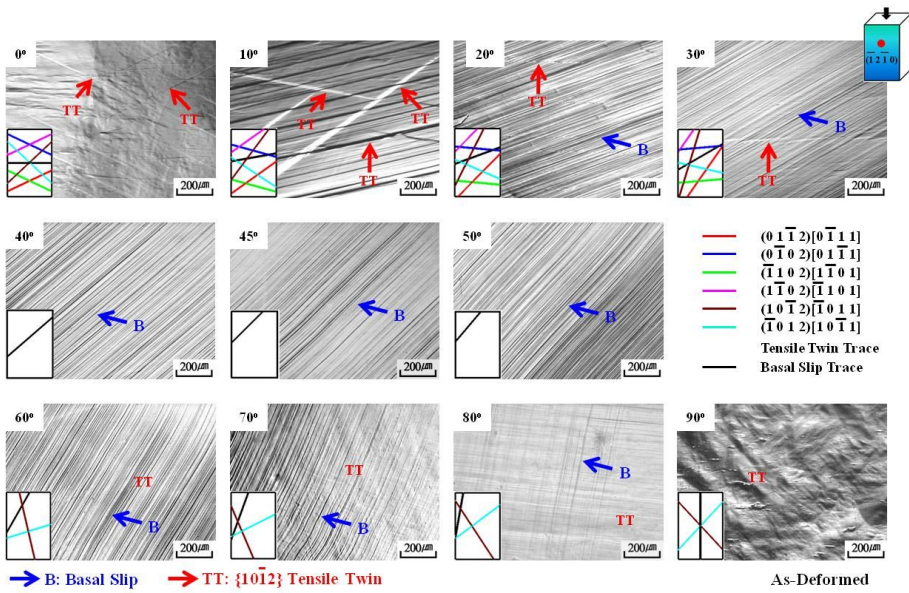 0°
10°
20°
30°
(1̅ 2 1̅ 0)
TT
TT
TT
TT
TT
TT
B
B
TT
200μm
200μm
200μm
200μm
40°
45°
50°
B
B
B
200μm
200μm
200μm
(0 1 1̅ 2)[0 1̅ 1 1]
(0 1̅ 0 2)[0 1 1̅ 1]
(1̅ 1 0 2)[1 1̅ 0 1]
(1 1̅ 0 2)[1̅ 1 0 1]
(1 0 1̅ 2)[1̅ 0 1 1]
(1̅ 0 1 2)[1 0 1̅ 1]
Tensile Twin Trace
Basal Slip Trace
60°
70°
80°
90°
TT
B
TT
B
B
TT
TT
200μm
200μm
200μm
200μm
B: Basal Slip
TT: {101̅2} Tensile Twin
As-Deformed